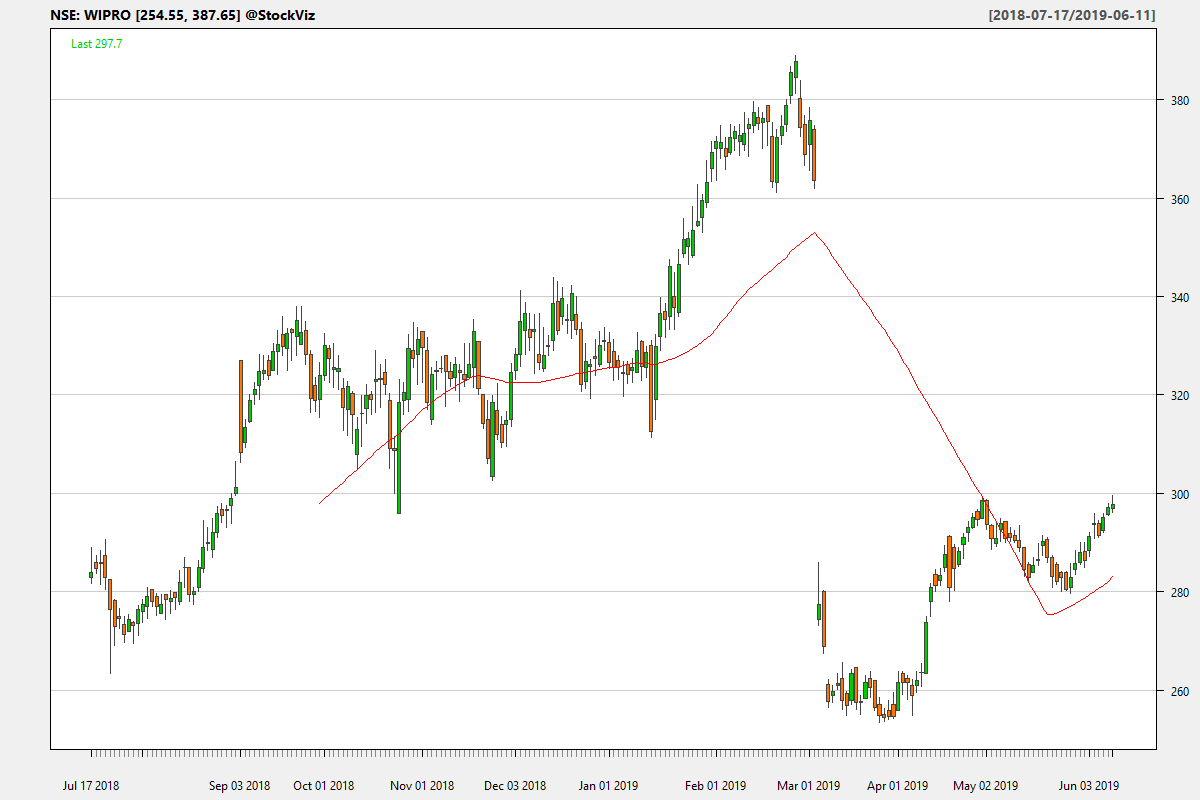 NSE: WIPRO [254.55, 387.65] @StockViz
[2018-07-17/2019-06-11]
Last 297.7
380
360
340
320
300
280
260
Jul 17 2018
Sep 03 2018
Oct 01 2018
Nov 01 2018
Dec 03 2018
Jan 01 2019
Feb 01 2019
Mar 01 2019
Apr 01 2019
May 02 2019
Jun 03 2019